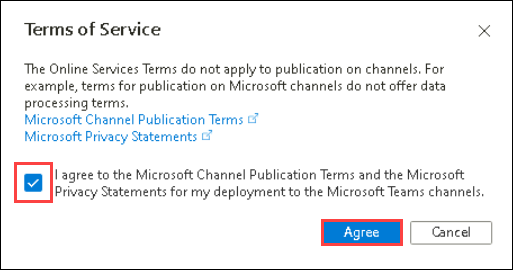 Terms of Service
The Online Services Terms do not apply to publication on channels. For
example, terms for publication on Microsoft channels do not offer data
processing terms.
Microsoft Channel Publication Terms
Microsoft Privacy Statements
I agree to the Microsoft Channel Publication Terms and the Microsoft
Privacy Statements for my deployment to the Microsoft Teams channels.
Agree
Cancel